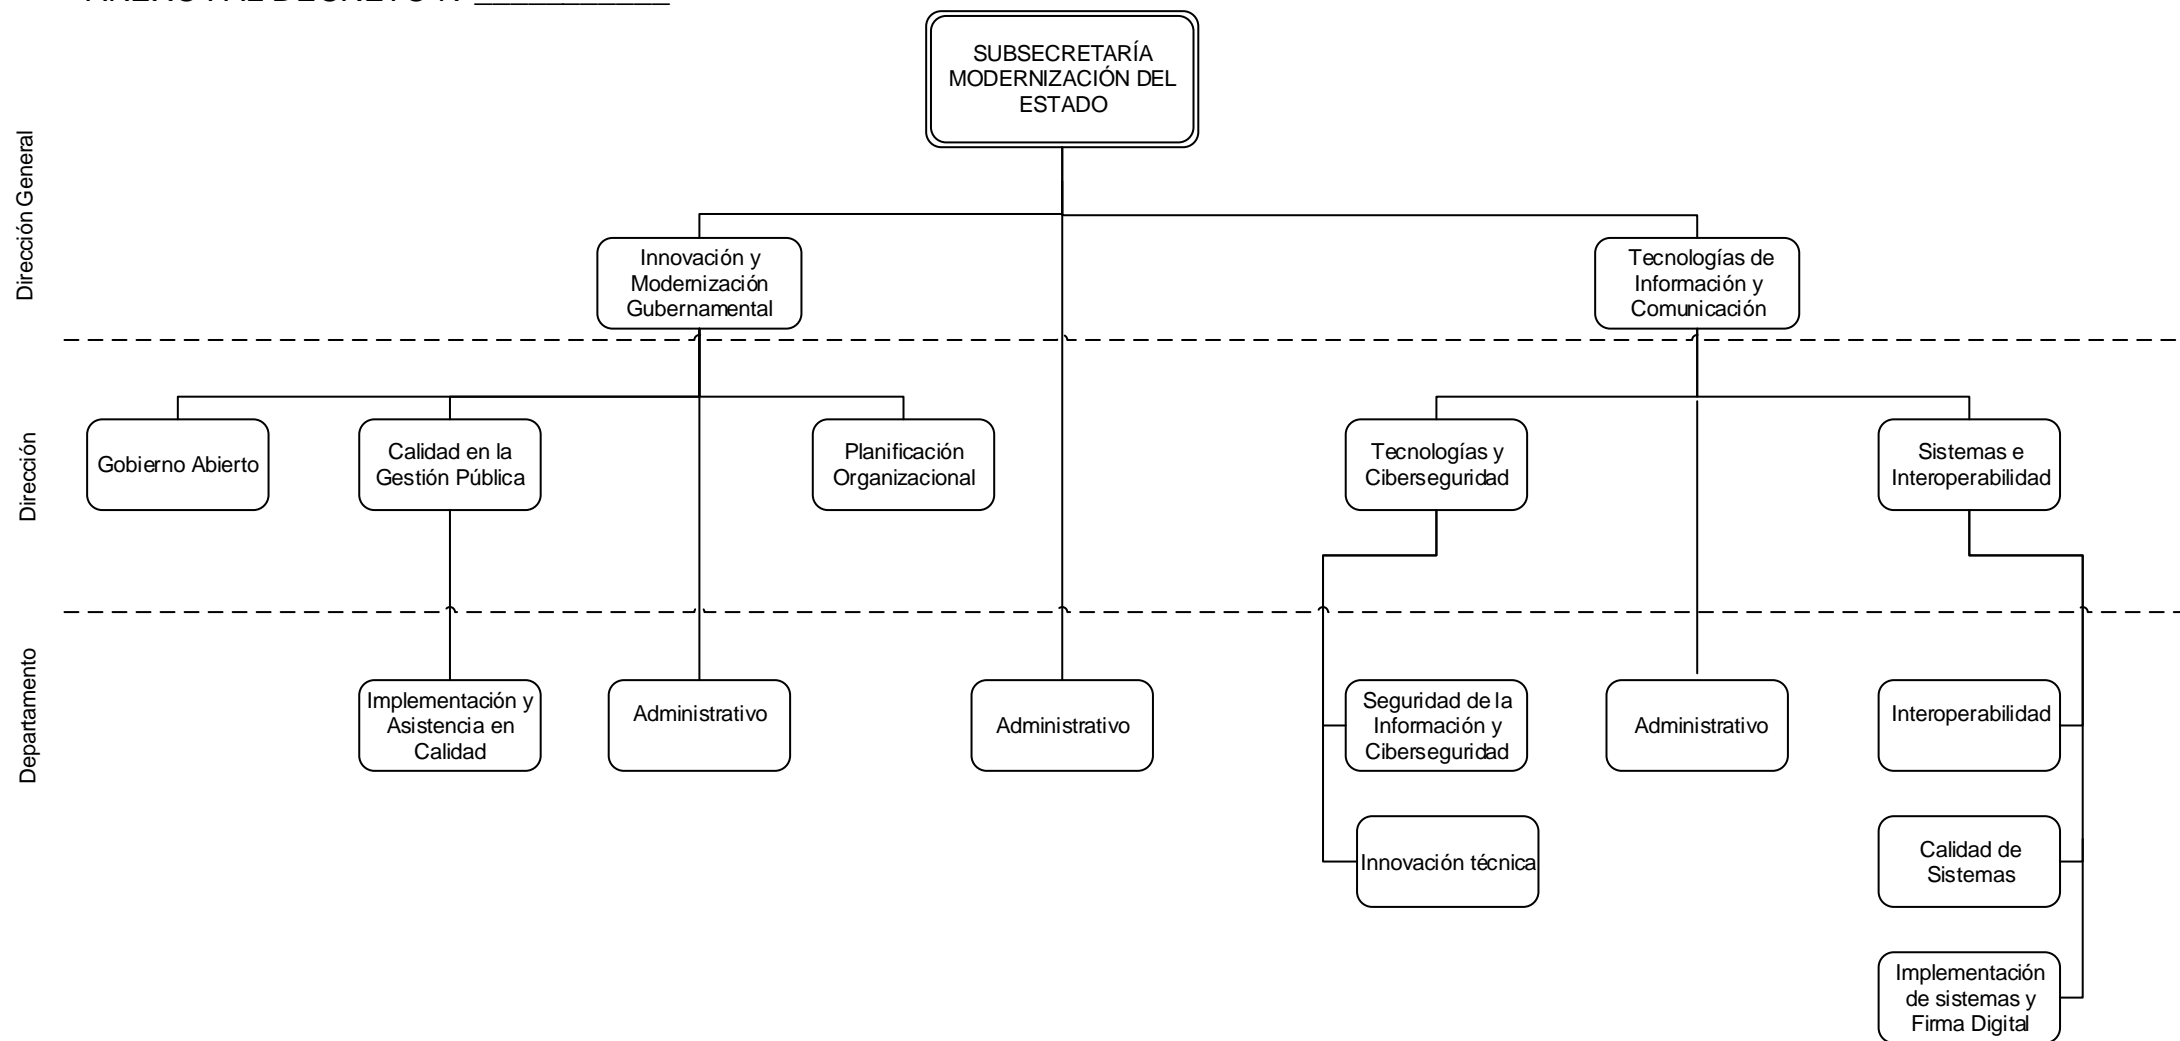 SUBSECRETARÍA
MODERNIZACIÓN DEL
ESTADO
Dirección General
Innovación y
Modernización
Gubernamental
Tecnologías de
Información y
Comunicación
Dirección
Gobierno Abierto
Calidad en la
Gestión Pública
Planificación
Organizacional
Tecnologías y
Ciberseguridad
Sistemas e
Interoperabilidad
Departamento
Implementación y
Asistencia en
Calidad
Administrativo
Administrativo
Seguridad de la
Información y
Ciberseguridad
Administrativo
Interoperabilidad
Innovación técnica
Calidad de
Sistemas
Implementación
de sistemas y
Firma Digital